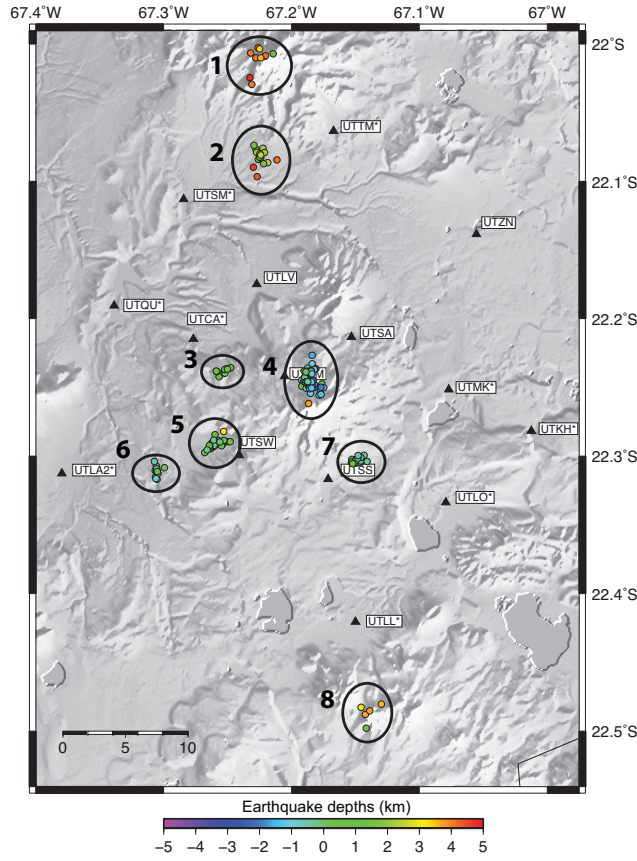 67.4°W 67.3°W 67.2°W 67.1°W 67°W
22°S
1
UTTM*
2
22.1°S
UTSM*
UTZN
UTLV
UTQU*
22.2°S
UTCA*
UTSA
3
4
UTMK*
5
UTKH*
UTSW
6
7
22.3°S
UTLA2*
UTSS
UTLO*
22.4°S
UTLL*
8
22.5°S
0 5 10
Earthquake depths (km)
−5 −4 −3 −2 −1 0 1 2 3 4 5